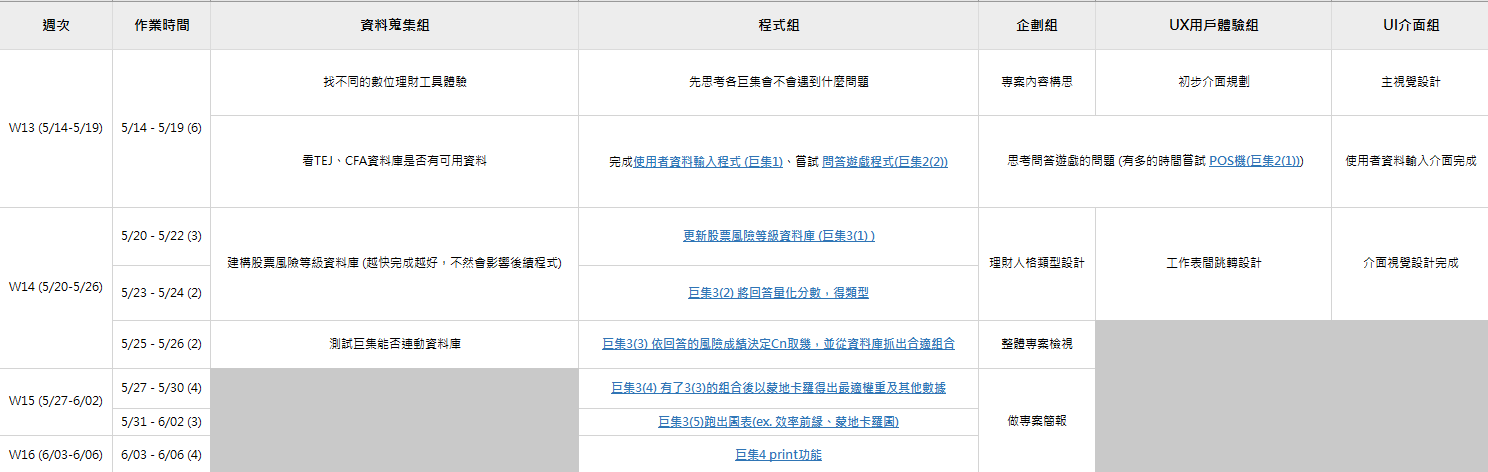 週次 作業時間 資料蒐集組 程式組 企劃組 UX用戶體驗組 UI介面組
找不同的數位理財工具體驗 先思考各巨集會不會遇到什麼問題 專案內容構思 初步介面規劃 主視覺設計
W13 (5/14-5/19) 5/14 - 5/19 (6)
看TEJ、CFA資料庫是否有可用資料 完成使用者資料輸入程式 (巨集1)、嘗試 問答遊戲程式(巨集2(2)) 思考問答遊戲的問題 (有多的時間嘗試 POS機(巨集2(1))) 使用者資料輸入介面完成
5/20 - 5/22 (3) 更新股票風險等級資料庫 (巨集3(1) )
建構股票風險等級資料庫 (越快完成越好，不然會影響後續程式) 理財人格類型設計 工作表間跳轉設計 介面視覺設計完成
W14 (5/20-5/26)
5/23 - 5/24 (2) 巨集3(2) 將回答量化分數，得類型
5/25 - 5/26 (2) 測試巨集能否連動資料庫 巨集3(3) 依回答的風險成績決定Cn取幾，並從資料庫抓出合適組合 整體專案檢視
5/27 - 5/30 (4) 巨集3(4) 有了3(3)的組合後以蒙地卡羅得出最適權重及其他數據
W15 (5/27-6/02)
5/31 - 6/02 (3) 巨集3(5)跑出圖表(ex. 效率前緣、蒙地卡羅圖) 做專案簡報
W16 (6/03-6/06) 6/03 - 6/06 (4) 巨集4 print功能